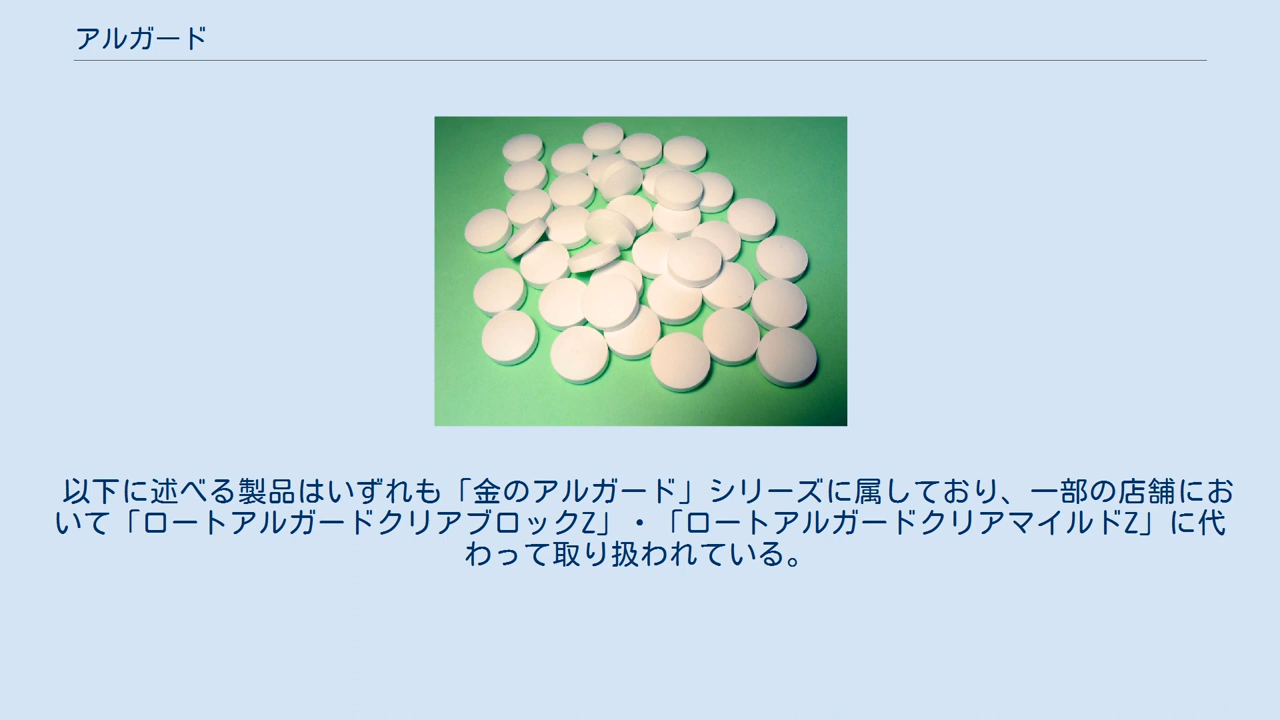 アルガード
以下に述べる製品はいずれも「金のアルガード」シリーズに属しており、一部の店舗にお
いて「ロートアルガードクリアブロックZ」・「ロートアルガードクリアマイルドZ」に代
わって取り扱われている。